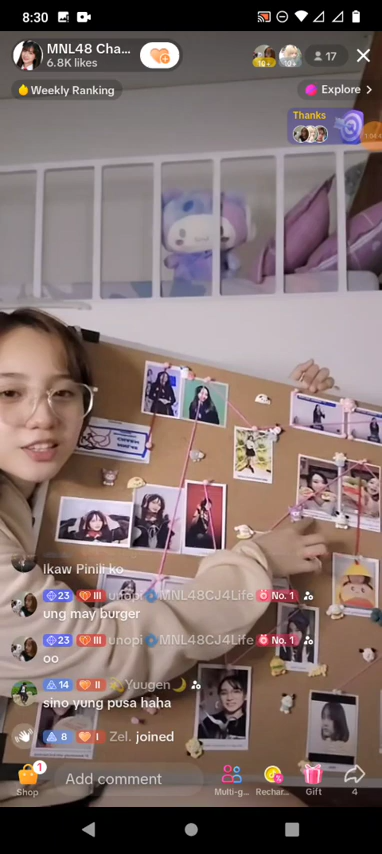 8:30
MNL48 Cha...
6.8K likes
17
Weekly Ranking
Explore
Thanks
Ikaw Pinili ko
23 III unopi MNL48CJ4Life No. 1
ung may burger
23 III unopi MNL48CJ4Life No. 1
oo
14 II Yuugen
sino yung pusa haha
8 I Zel. joined
1
Add comment
Shop
Multi-g...
Rechar...
Gift
4